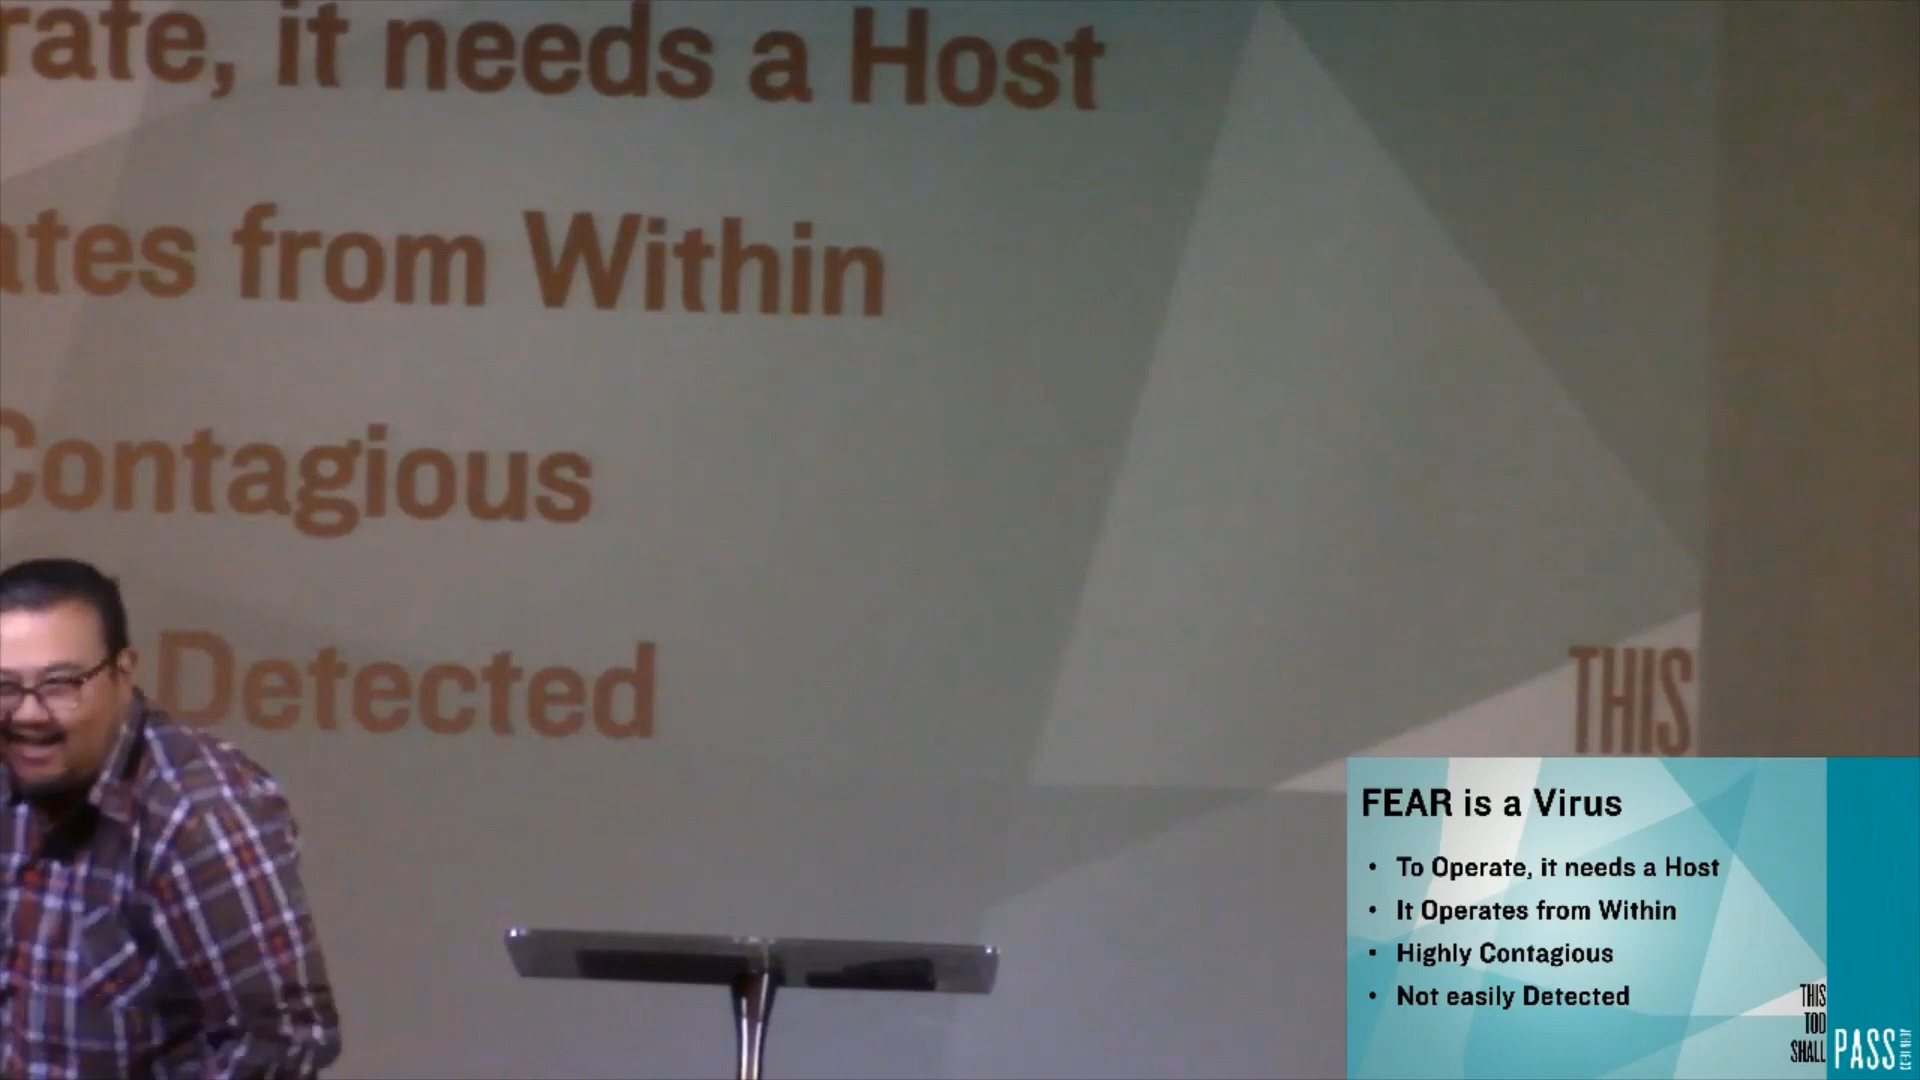 rate, it needs a Host
ates from Within
Contagious
Detected
THIS
FEAR is a Virus
• To Operate, it needs a Host
• It Operates from Within
• Highly Contagious
• Not easily Detected
THIS
TOO
SHALL
PASS